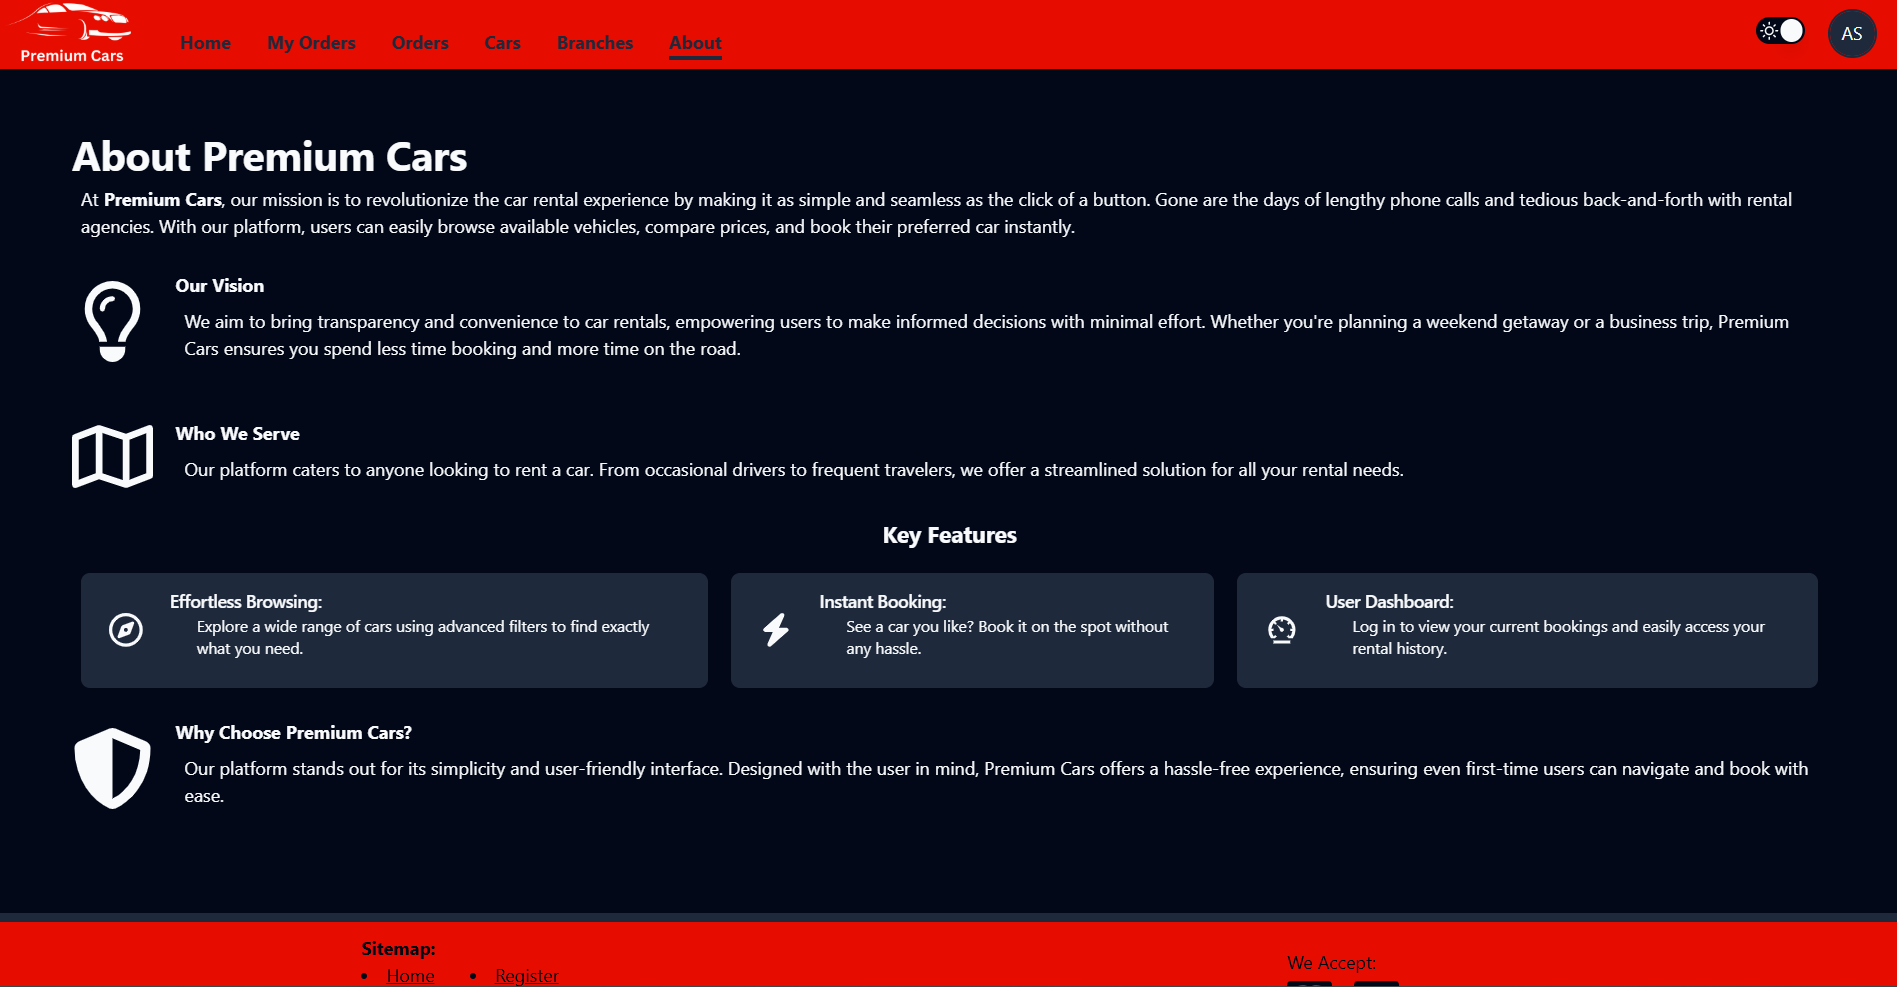 Premium Cars
Home My Orders Orders Cars Branches About
AS
About Premium Cars
At Premium Cars, our mission is to revolutionize the car rental experience by making it as simple and seamless as the click of a button. Gone are the days of lengthy phone calls and tedious back-and-forth with rental
agencies. With our platform, users can easily browse available vehicles, compare prices, and book their preferred car instantly.
Our Vision
We aim to bring transparency and convenience to car rentals, empowering users to make informed decisions with minimal effort. Whether you're planning a weekend getaway or a business trip, Premium
Cars ensures you spend less time booking and more time on the road.
Who We Serve
Our platform caters to anyone looking to rent a car. From occasional drivers to frequent travelers, we offer a streamlined solution for all your rental needs.
Key Features
Effortless Browsing:
Explore a wide range of cars using advanced filters to find exactly
what you need.
Instant Booking:
See a car you like? Book it on the spot without
any hassle.
User Dashboard:
Log in to view your current bookings and easily access your
rental history.
Why Choose Premium Cars?
Our platform stands out for its simplicity and user-friendly interface. Designed with the user in mind, Premium Cars offers a hassle-free experience, ensuring even first-time users can navigate and book with
ease.
Sitemap:
• Home • Register
We Accept: